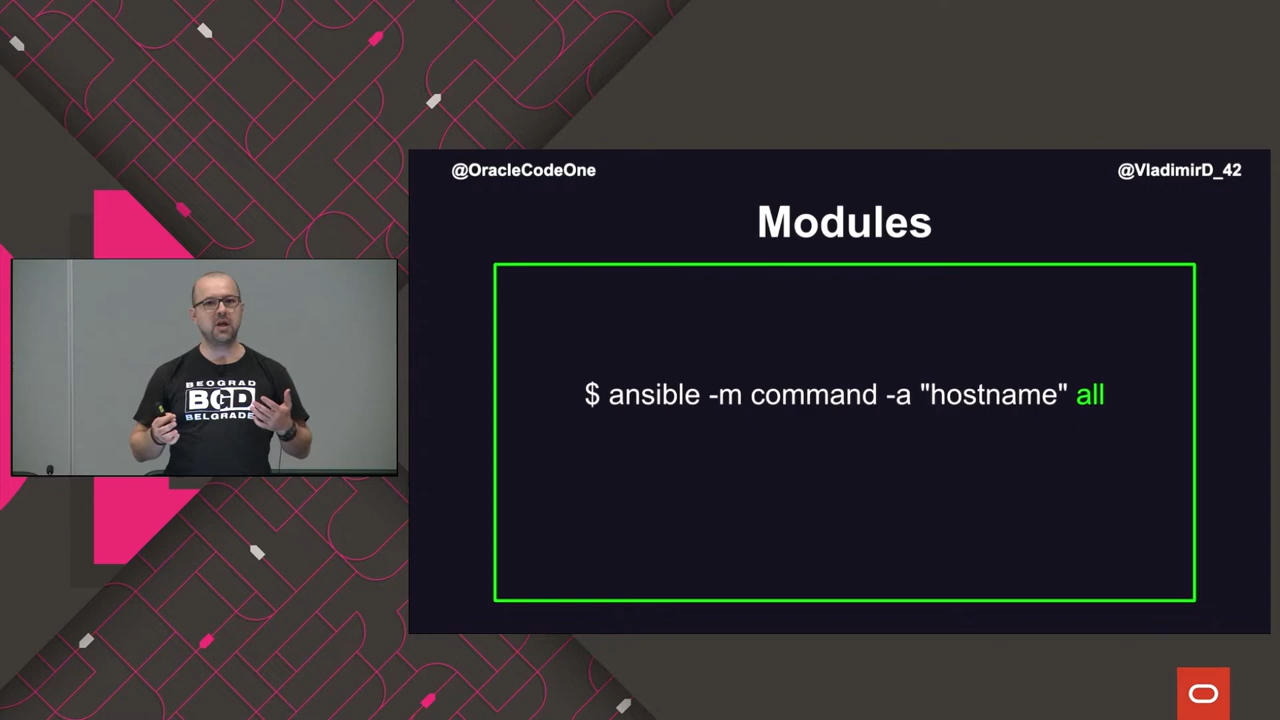 @OracleCodeOne
@VladimirD_42
Modules
$ ansible -m command -a "hostname" all
BEOGRAD
BGD
BELGRADE